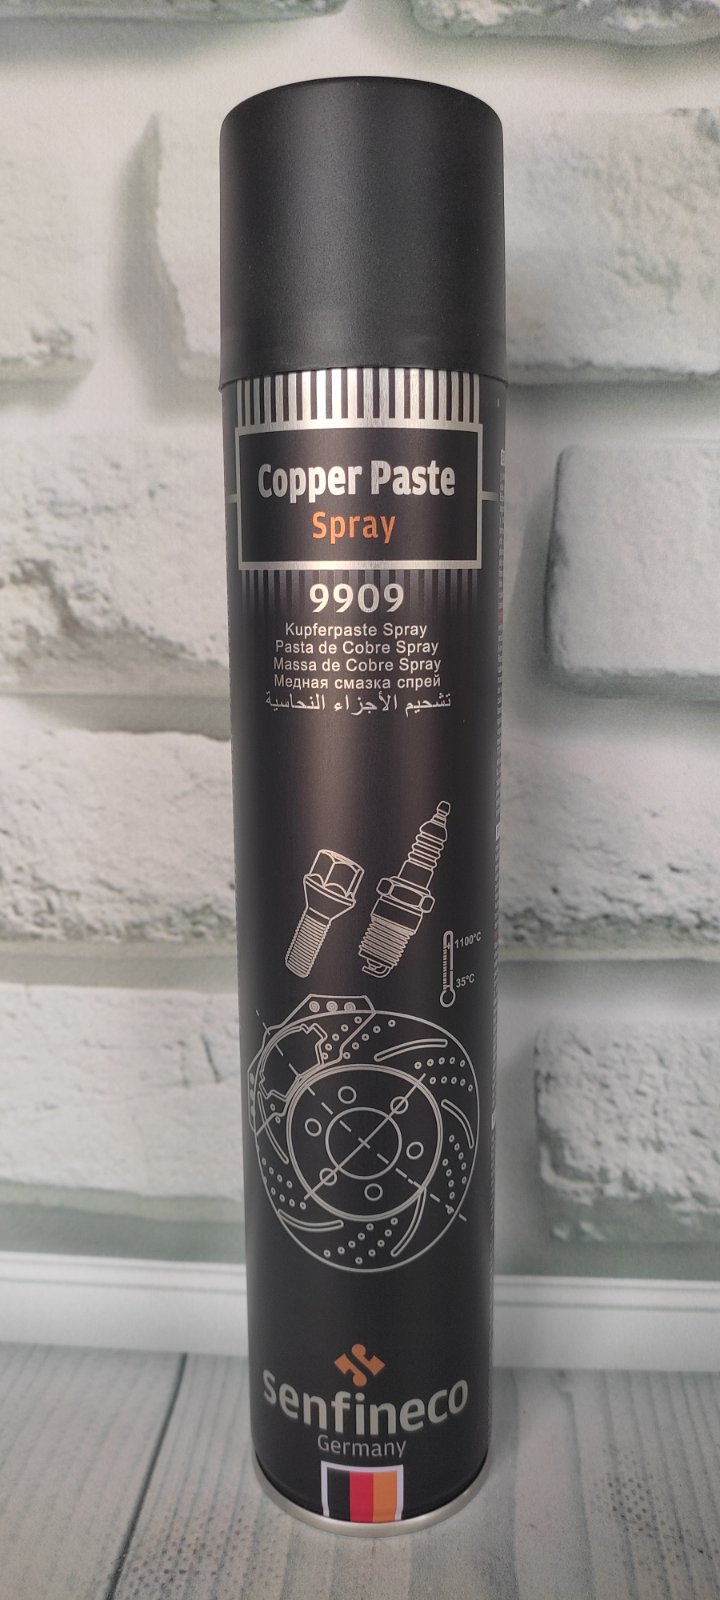 Copper Paste
Spray
9909
Kupferpaste Spray
Pasta de Cobre Spray
Massa de Cobre Spray
Медная смазка спрей
تشحيم الأجزاء النحاسية
1100°C
35°C
senfineco
Germany